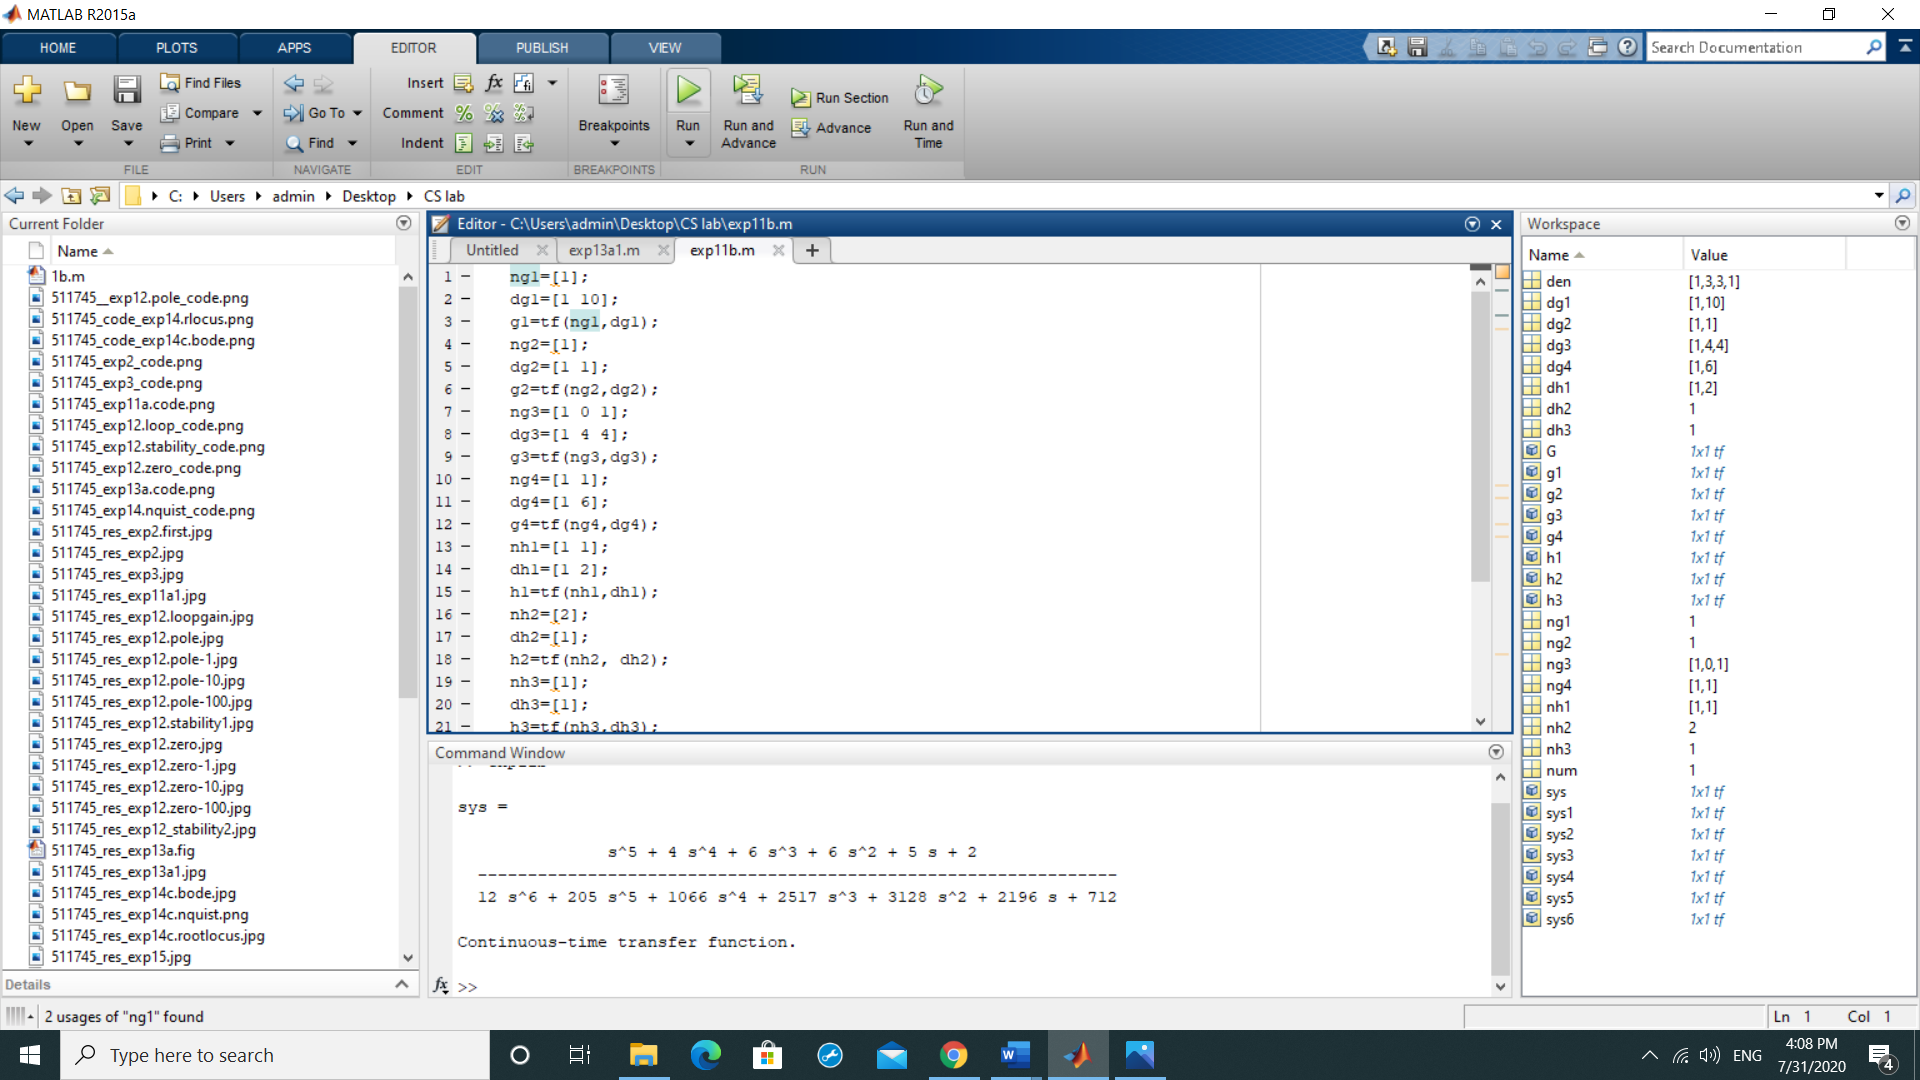 MATLAB R2015a
HOME PLOTS APPS EDITOR PUBLISH VIEW
Search Documentation
New Open Save
Find Files
Compare
Print
Go To
Find
Insert fx
Comment
Indent
Breakpoints
Run
Run and Advance
Run Section
Advance
Run and Time
FILE NAVIGATE EDIT BREAKPOINTS RUN
C: Users admin Desktop CS lab
Current Folder
Name
1b.m
511745__exp12.pole_code.png
511745_code_exp14.rlocus.png
511745_code_exp14c.bode.png
511745_exp2_code.png
511745_exp3_code.png
511745_exp11a.code.png
511745_exp12.loop_code.png
511745_exp12.stability_code.png
511745_exp12.zero_code.png
511745_exp13a.code.png
511745_exp14.nquist_code.png
511745_res_exp2.first.jpg
511745_res_exp2.jpg
511745_res_exp3.jpg
511745_res_exp11a1.jpg
511745_res_exp12.loopgain.jpg
511745_res_exp12.pole.jpg
511745_res_exp12.pole-1.jpg
511745_res_exp12.pole-10.jpg
511745_res_exp12.pole-100.jpg
511745_res_exp12.stability1.jpg
511745_res_exp12.zero.jpg
511745_res_exp12.zero-1.jpg
511745_res_exp12.zero-10.jpg
511745_res_exp12.zero-100.jpg
511745_res_exp12_stability2.jpg
511745_res_exp13a.fig
511745_res_exp13a1.jpg
511745_res_exp14c.bode.jpg
511745_res_exp14c.nquist.png
511745_res_exp14c.rootlocus.jpg
511745_res_exp15.jpg
Details
Editor - C:\Users\admin\Desktop\CS lab\exp11b.m
Untitled exp13a1.m exp11b.m
1 - ng1=[1];
2 - dg1=[1 10];
3 - g1=tf(ng1,dg1);
4 - ng2=[1];
5 - dg2=[1 1];
6 - g2=tf(ng2,dg2);
7 - ng3=[1 0 1];
8 - dg3=[1 4 4];
9 - g3=tf(ng3,dg3);
10 - ng4=[1 1];
11 - dg4=[1 6];
12 - g4=tf(ng4,dg4);
13 - nh1=[1 1];
14 - dh1=[1 2];
15 - h1=tf(nh1,dh1);
16 - nh2=[2];
17 - dh2=[1];
18 - h2=tf(nh2, dh2);
19 - nh3=[1];
20 - dh3=[1];
21 - h3=tf(nh3,dh3);
Command Window
sys =
s^5 + 4 s^4 + 6 s^3 + 6 s^2 + 5 s + 2
----------------------------------------------------------------
12 s^6 + 205 s^5 + 1066 s^4 + 2517 s^3 + 3128 s^2 + 2196 s + 712
Continuous-time transfer function.
fx >>
Workspace
Name Value
den [1,3,3,1]
dg1 [1,10]
dg2 [1,1]
dg3 [1,4,4]
dg4 [1,6]
dh1 [1,2]
dh2 1
dh3 1
G 1x1 tf
g1 1x1 tf
g2 1x1 tf
g3 1x1 tf
g4 1x1 tf
h1 1x1 tf
h2 1x1 tf
h3 1x1 tf
ng1 1
ng2 1
ng3 [1,0,1]
ng4 [1,1]
nh1 [1,1]
nh2 2
nh3 1
num 1
sys 1x1 tf
sys1 1x1 tf
sys2 1x1 tf
sys3 1x1 tf
sys4 1x1 tf
sys5 1x1 tf
sys6 1x1 tf
2 usages of "ng1" found
Ln 1 Col 1
Type here to search
ENG
4:08 PM
7/31/2020
4